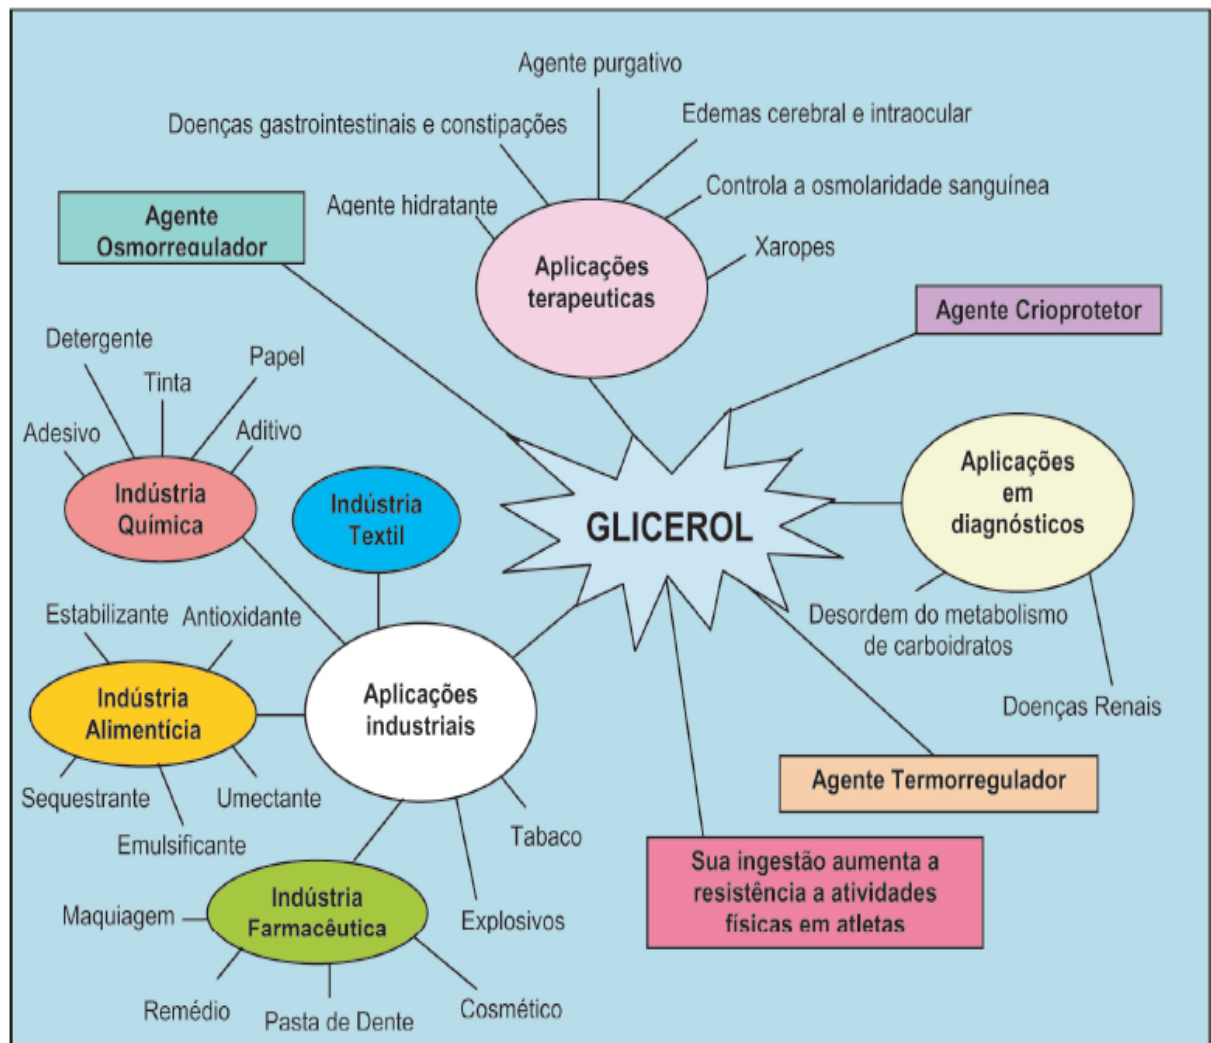 Agente purgativo
Doenças gastrointestinais e constipações
Edemas cerebral e intraocular
Controla a osmolaridade sanguínea
Agente hidratante
Xaropes
Aplicações
terapeuticas
Agente
Osmorregulador
Agente Crioprotetor
Detergente
Tinta
Papel
Adesivo
Aditivo
Indústria
Química
Indústria
Textil
GLICEROL
Aplicações
em
diagnósticos
Desordem do metabolismo
de carboidratos
Doenças Renais
Estabilizante
Antioxidante
Indústria
Alimentícia
Sequestrante
Umectante
Emulsificante
Aplicações
industriais
Tabaco
Explosivos
Agente Termorregulador
Sua ingestão aumenta a
resistência a atividades
físicas em atletas
Indústria
Farmacêutica
Maquiagem
Remédio
Pasta de Dente
Cosmético